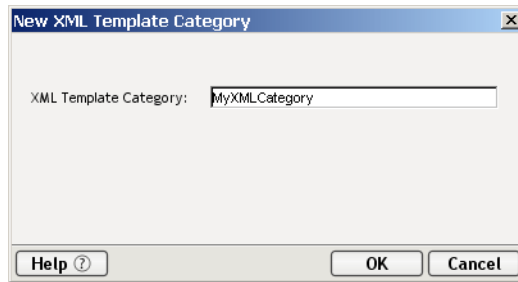 New XML Template Category
XML Template Category: MyXMLCategory
Help ?
OK Cancel